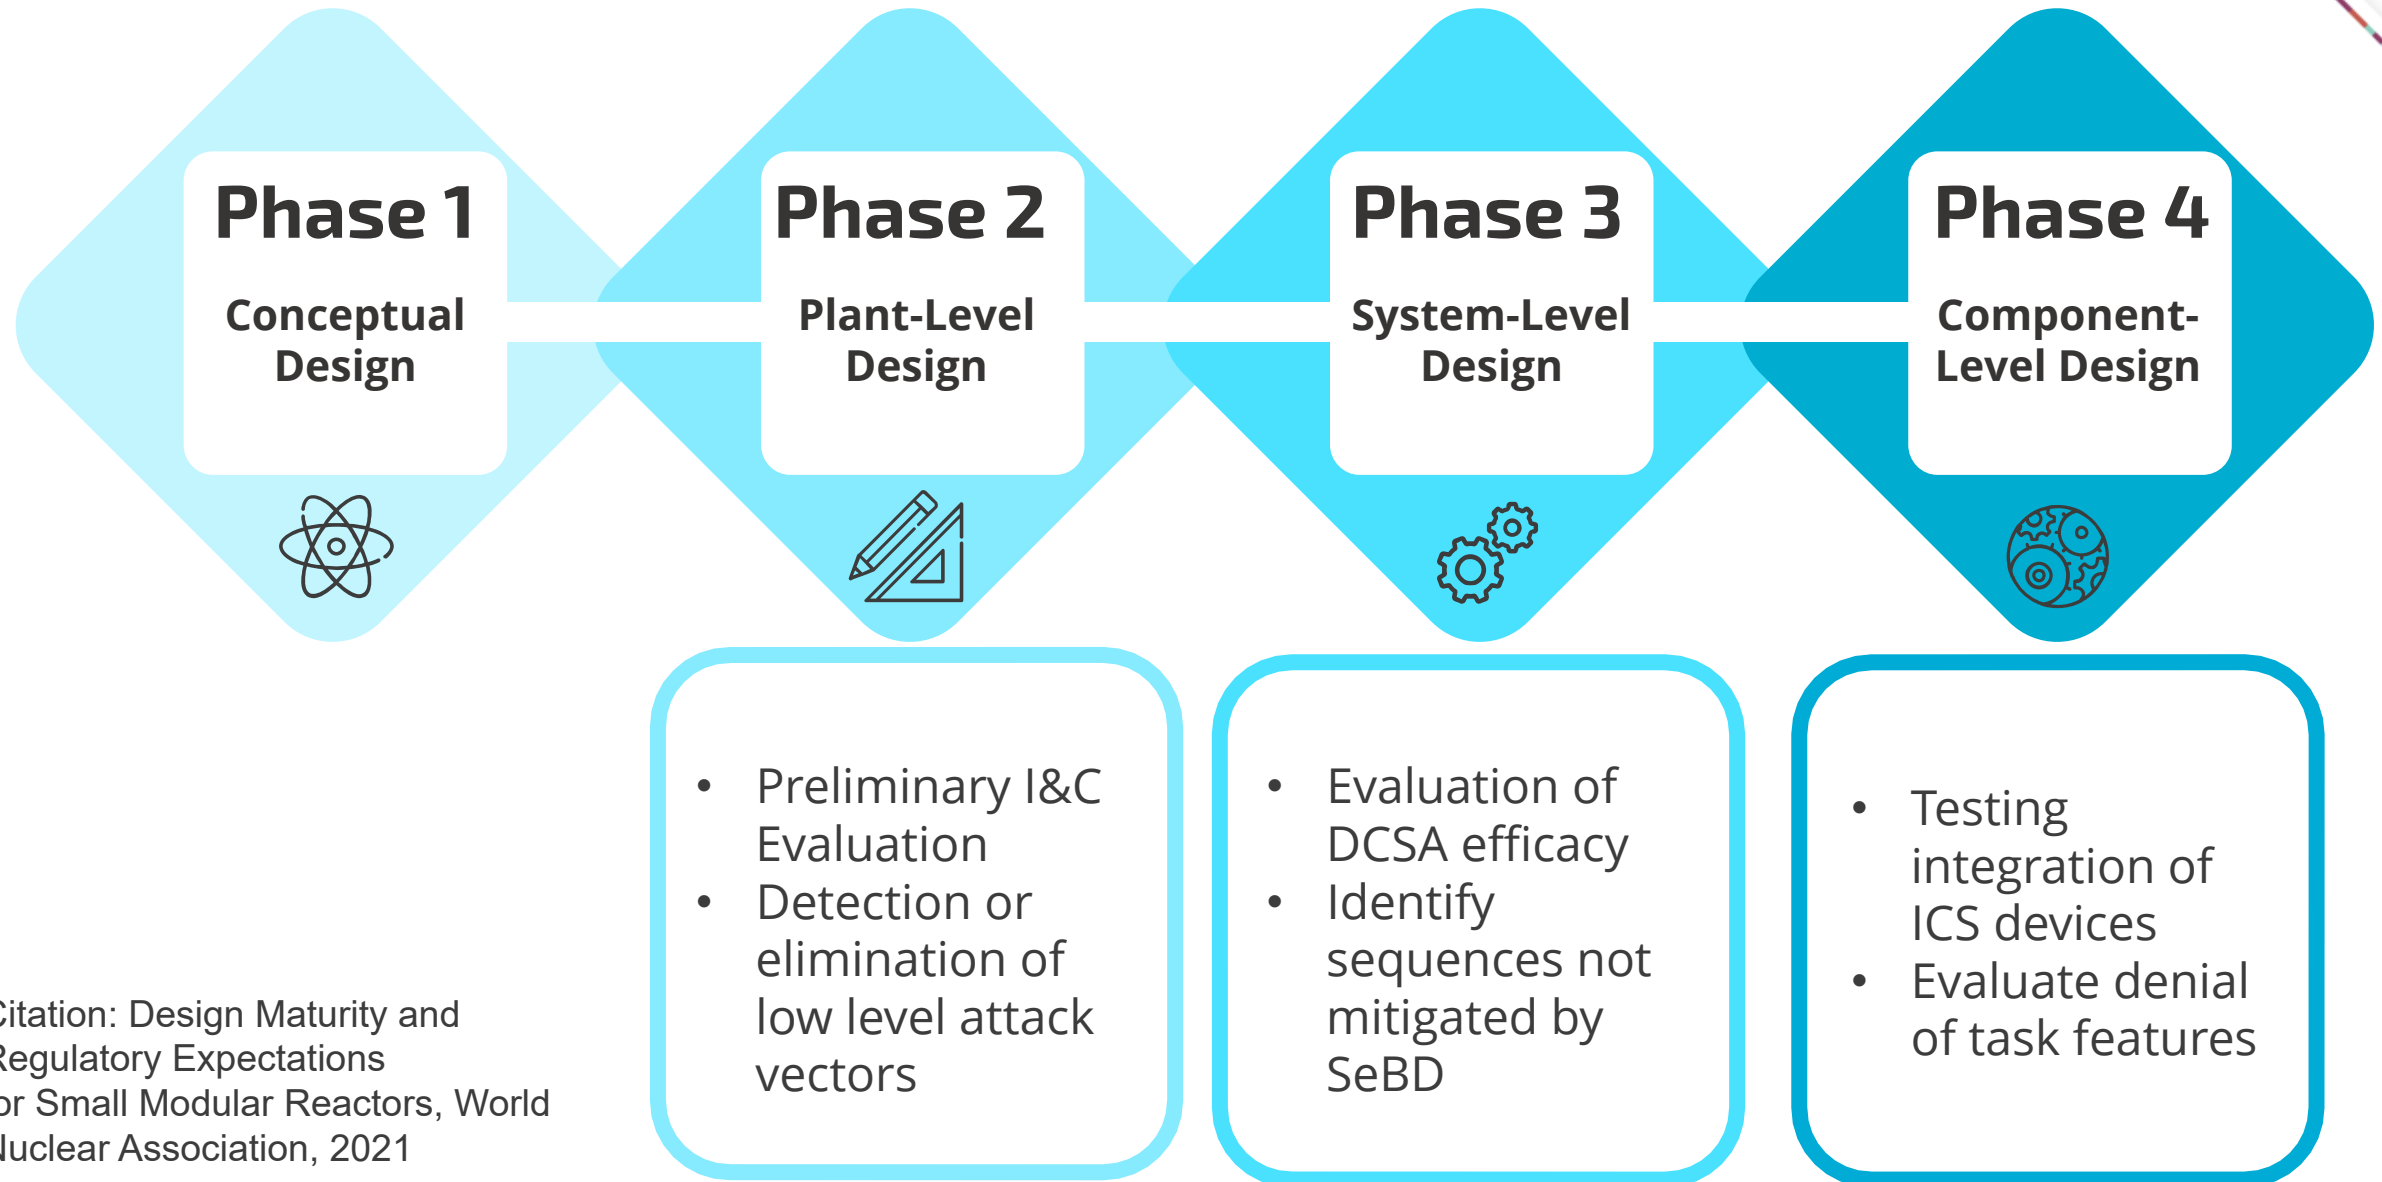 Phase 1
Conceptual
Design
Phase 2
Plant-Level
Design
Phase 3
System-Level
Design
Phase 4
Component-
Level Design
• Preliminary I&C
Evaluation
• Detection or
elimination of
low level attack
vectors
• Evaluation of
DCSA efficacy
• Identify
sequences not
mitigated by
SeBD
• Testing
integration of
ICS devices
• Evaluate denial
of task features
Citation: Design Maturity and
Regulatory Expectations
or Small Modular Reactors, World
Nuclear Association, 2021